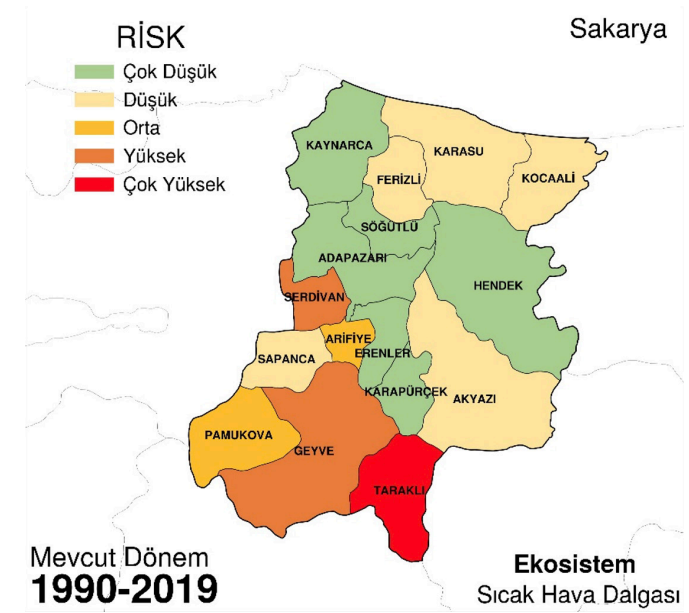 RİSK
Çok Düşük
Düşük
Orta
Yüksek
Çok Yüksek
Sakarya
KAYNARCA
KARASU
FERİZLİ
KOCAALİ
SÖĞÜTLÜ
ADAPAZARI
HENDEK
SERDİVAN
ARİFİYE
ERENLER
SAPANCA
KARAPÜRÇEK
AKYAZI
PAMUKOVA
GEYVE
TARAKLI
Mevcut Dönem
1990-2019
Ekosistem
Sıcak Hava Dalgası